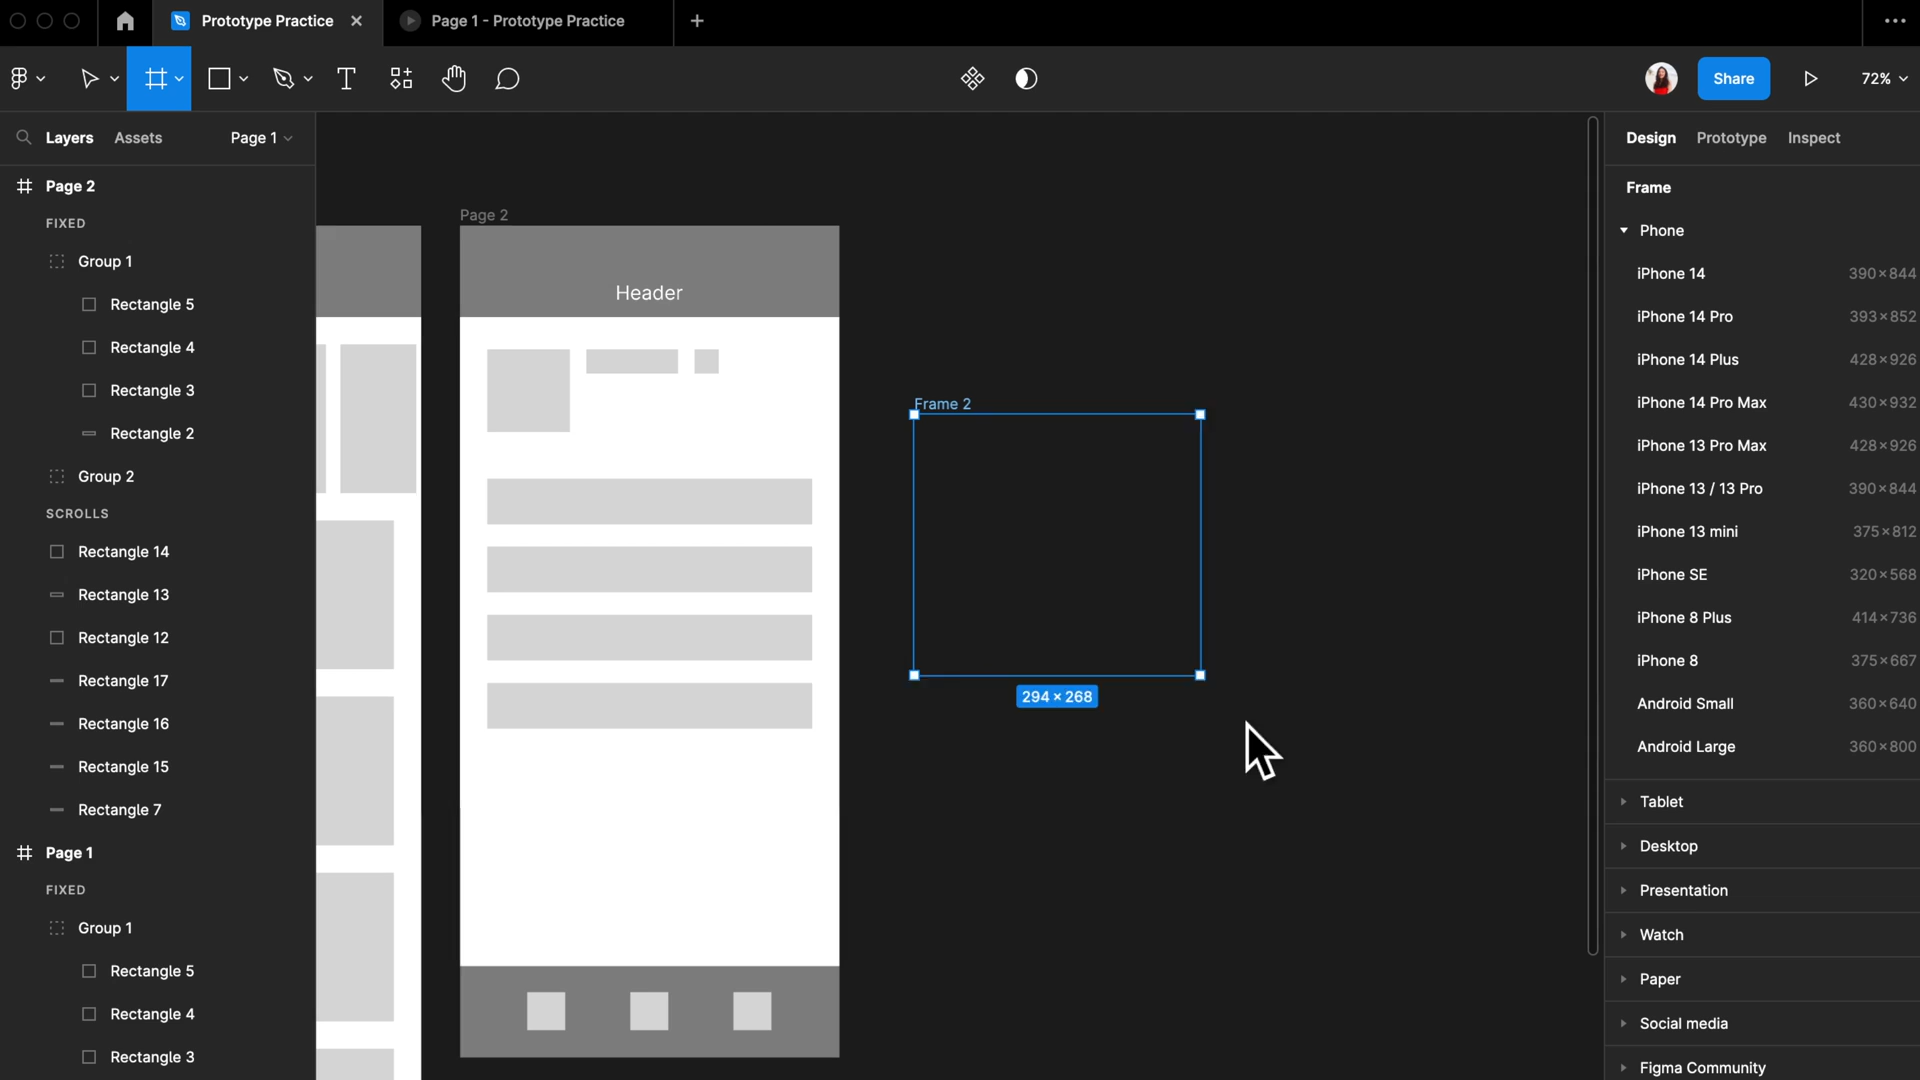 Prototype Practice
Page 1 - Prototype Practice
Share
72%
Layers
Assets
Page 1
Page 2
FIXED
Group 1
Rectangle 5
Rectangle 4
Rectangle 3
Rectangle 2
Group 2
SCROLLS
Rectangle 14
Rectangle 13
Rectangle 12
Rectangle 17
Rectangle 16
Rectangle 15
Rectangle 7
Page 1
FIXED
Group 1
Rectangle 5
Rectangle 4
Rectangle 3
Page 2
Header
Frame 2
294 × 268
Design
Prototype
Inspect
Frame
Phone
iPhone 14 390×844
iPhone 14 Pro 393×852
iPhone 14 Plus 428×926
iPhone 14 Pro Max 430×932
iPhone 13 Pro Max 428×926
iPhone 13 / 13 Pro 390×844
iPhone 13 mini 375×812
iPhone SE 320×568
iPhone 8 Plus 414×736
iPhone 8 375×667
Android Small 360×640
Android Large 360×800
Tablet
Desktop
Presentation
Watch
Paper
Social media
Figma Community